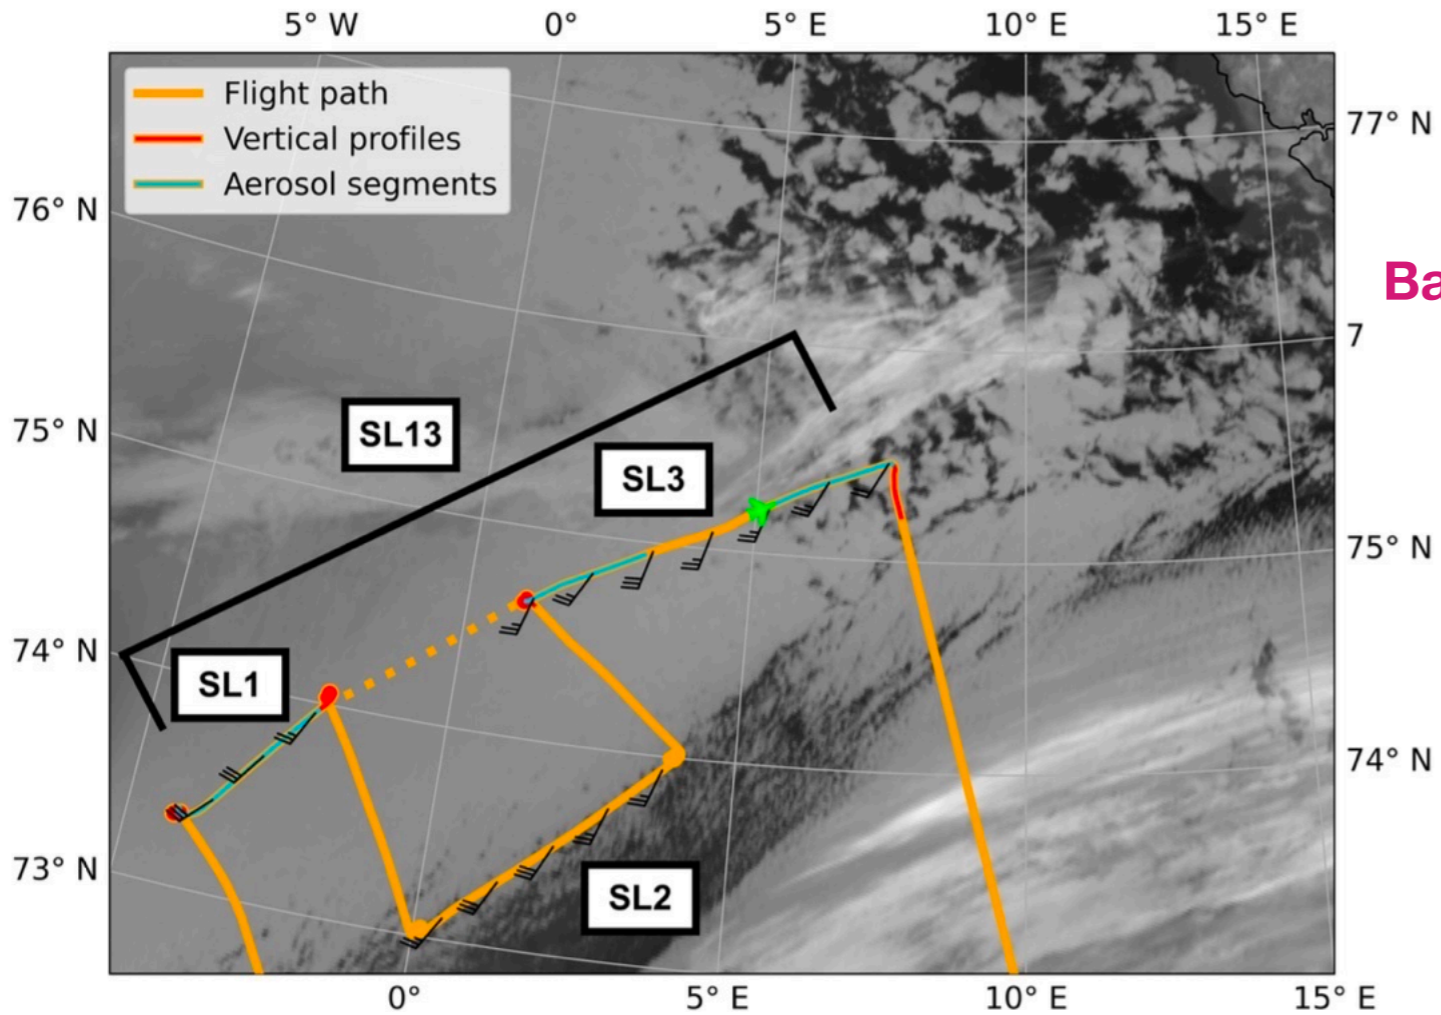 5° W 0° 5° E 10° E 15° E
Flight path
Vertical profiles
Aerosol segments
77° N
76° N
Ba
7
75° N
SL13
SL3
75° N
74° N
SL1
74° N
73° N
SL2
0° 5° E 10° E 15° E